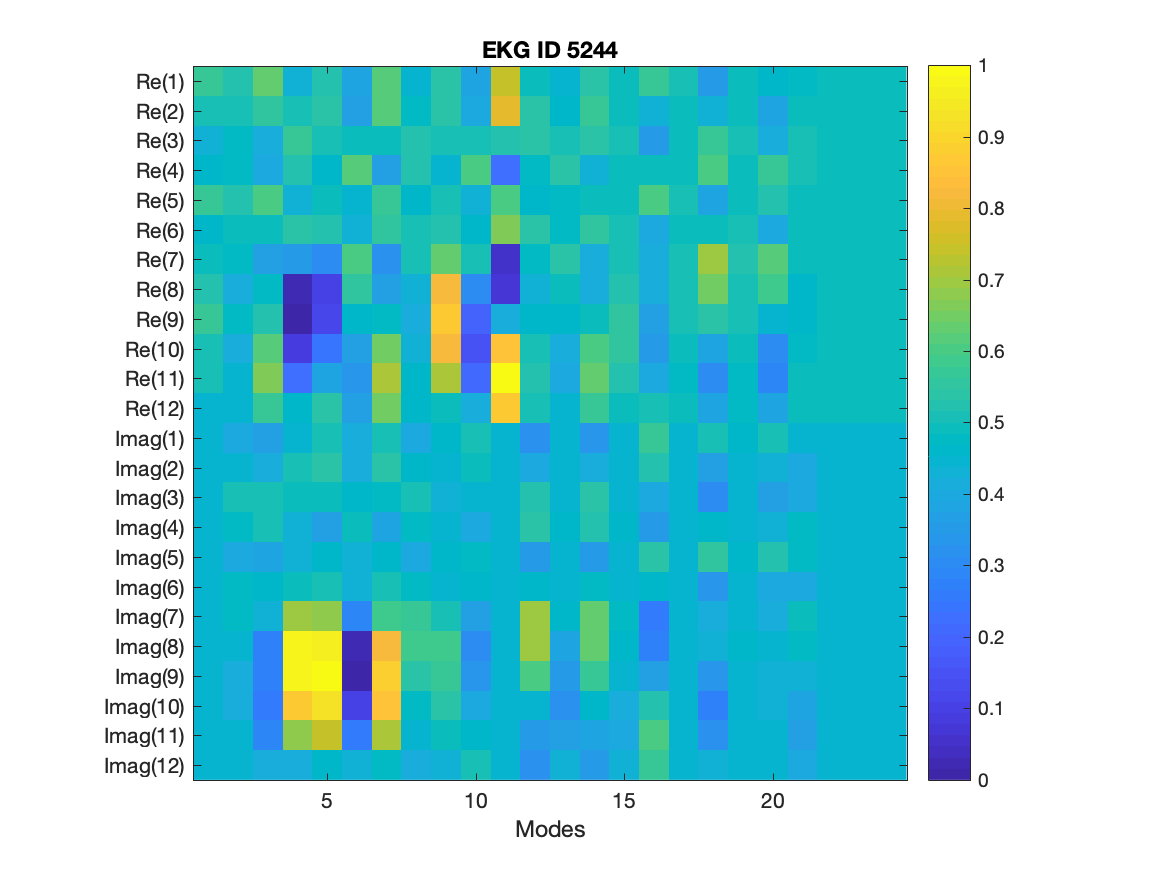 EKG ID 5244
Re(1)
Re(2)
Re(3)
Re(4)
Re(5)
Re(6)
Re(7)
Re(8)
Re(9)
Re(10)
Re(11)
Re(12)
Imag(1)
Imag(2)
Imag(3)
Imag(4)
Imag(5)
Imag(6)
Imag(7)
Imag(8)
Imag(9)
Imag(10)
Imag(11)
Imag(12)
5 10 15 20
Modes
1
0.9
0.8
0.7
0.6
0.5
0.4
0.3
0.2
0.1
0